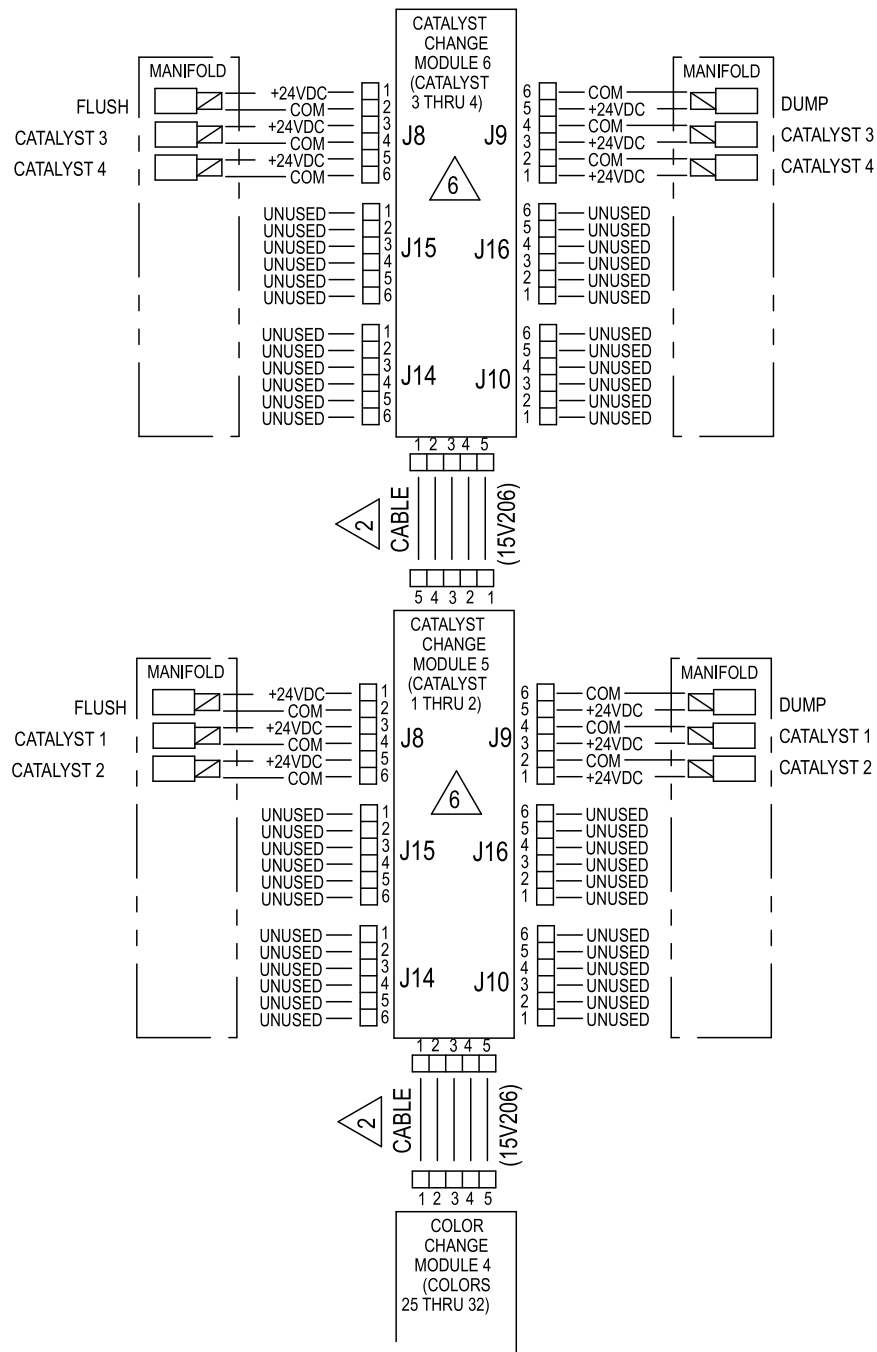 CATALYST
CHANGE
MODULE 6
(CATALYST
3 THRU 4)
MANIFOLD
FLUSH
CATALYST 3
CATALYST 4
+24VDC 1
COM 2
+24VDC 3
COM 4
+24VDC 5
COM 6
J8
J9
6
6 COM
5 +24VDC
4 COM
3 +24VDC
2 COM
1 +24VDC
MANIFOLD
DUMP
CATALYST 3
CATALYST 4
UNUSED 1
UNUSED 2
UNUSED 3
UNUSED 4
UNUSED 5
UNUSED 6
J15
J16
6 UNUSED
5 UNUSED
4 UNUSED
3 UNUSED
2 UNUSED
1 UNUSED
UNUSED 1
UNUSED 2
UNUSED 3
UNUSED 4
UNUSED 5
UNUSED 6
J14
J10
6 UNUSED
5 UNUSED
4 UNUSED
3 UNUSED
2 UNUSED
1 UNUSED
1 2 3 4 5
2
CABLE
(15V206)
5 4 3 2 1
CATALYST
CHANGE
MODULE 5
(CATALYST
1 THRU 2)
MANIFOLD
FLUSH
CATALYST 1
CATALYST 2
+24VDC 1
COM 2
+24VDC 3
COM 4
+24VDC 5
COM 6
J8
J9
6
6 COM
5 +24VDC
4 COM
3 +24VDC
2 COM
1 +24VDC
MANIFOLD
DUMP
CATALYST 1
CATALYST 2
UNUSED 1
UNUSED 2
UNUSED 3
UNUSED 4
UNUSED 5
UNUSED 6
J15
J16
6 UNUSED
5 UNUSED
4 UNUSED
3 UNUSED
2 UNUSED
1 UNUSED
UNUSED 1
UNUSED 2
UNUSED 3
UNUSED 4
UNUSED 5
UNUSED 6
J14
J10
6 UNUSED
5 UNUSED
4 UNUSED
3 UNUSED
2 UNUSED
1 UNUSED
1 2 3 4 5
2
CABLE
(15V206)
1 2 3 4 5
COLOR
CHANGE
MODULE 4
(COLORS
25 THRU 32)